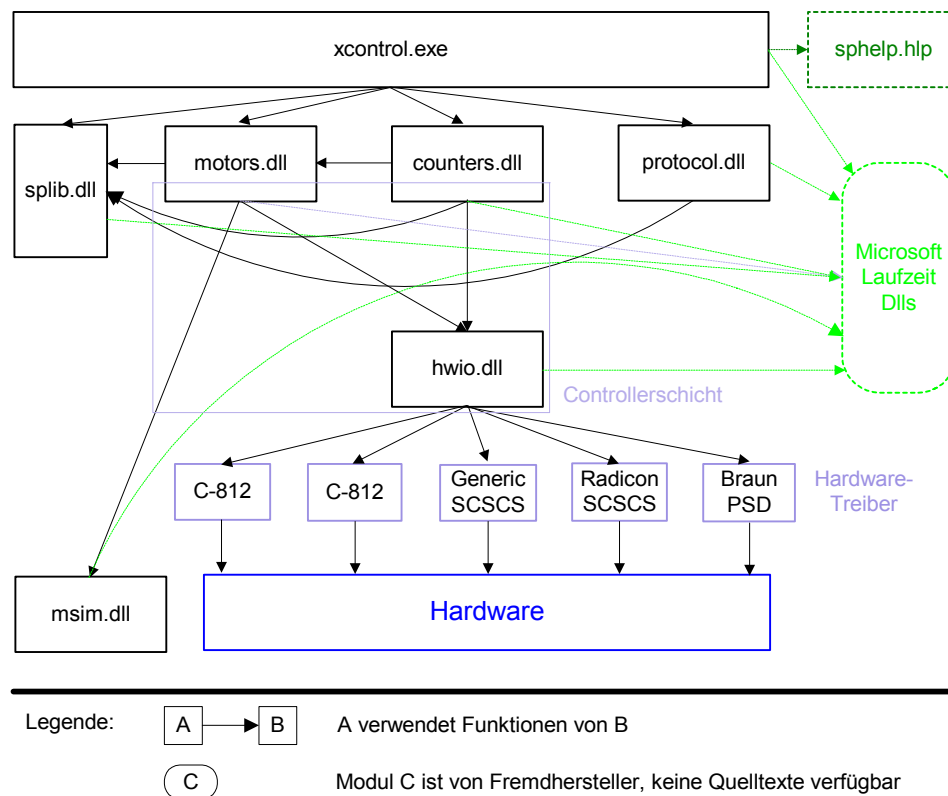 xcontrol.exe
sphelp.hlp
splib.dll
motors.dll
counters.dll
protocol.dll
Microsoft
Laufzeit
Dlls
hwio.dll
Controllerschicht
C-812
C-812
Generic
SCSCS
Radicon
SCSCS
Braun
PSD
Hardware-
Treiber
msim.dll
Hardware
Legende:
A
B
A verwendet Funktionen von B
C
Modul C ist von Fremdhersteller, keine Quelltexte verfügbar